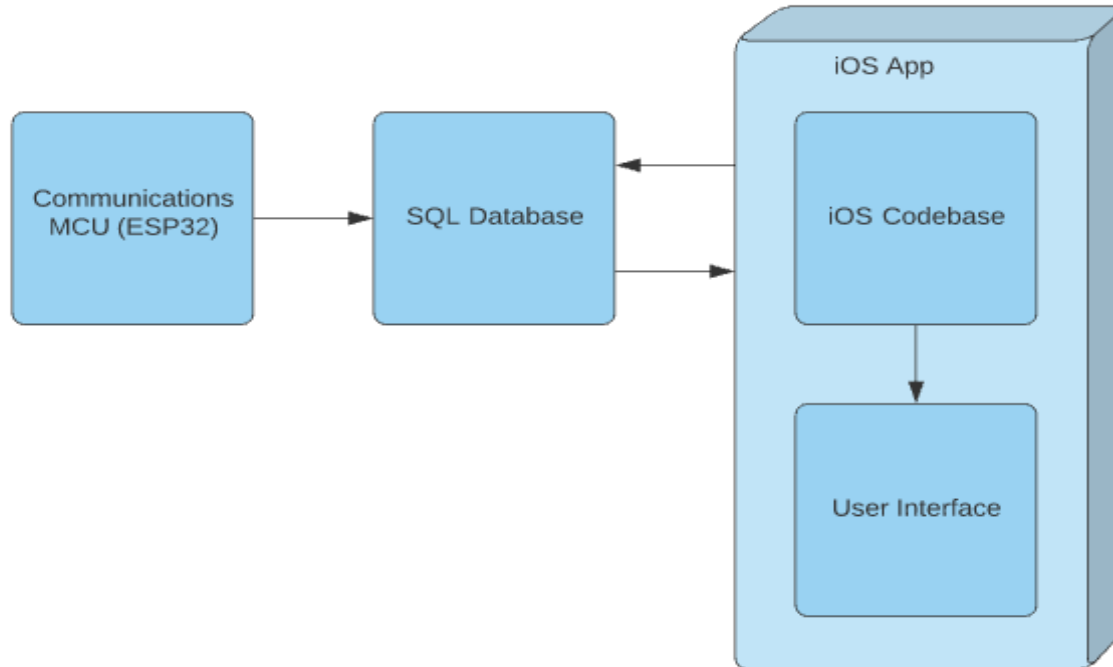 iOS App
Communications
MCU (ESP32)
SQL Database
iOS Codebase
User Interface